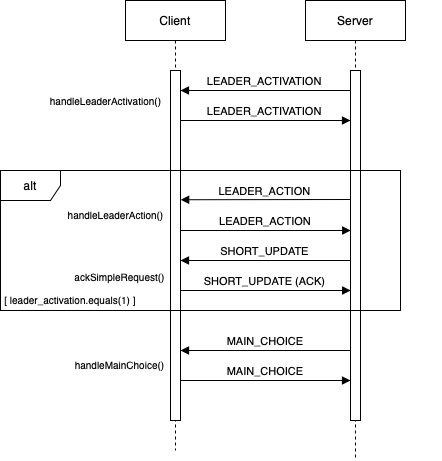 Client
Server
LEADER_ACTIVATION
handleLeaderActivation()
LEADER_ACTIVATION
alt
LEADER_ACTION
handleLeaderAction()
LEADER_ACTION
SHORT_UPDATE
ackSimpleRequest()
SHORT_UPDATE (ACK)
[ leader_activation.equals(1) ]
MAIN_CHOICE
handleMainChoice()
MAIN_CHOICE